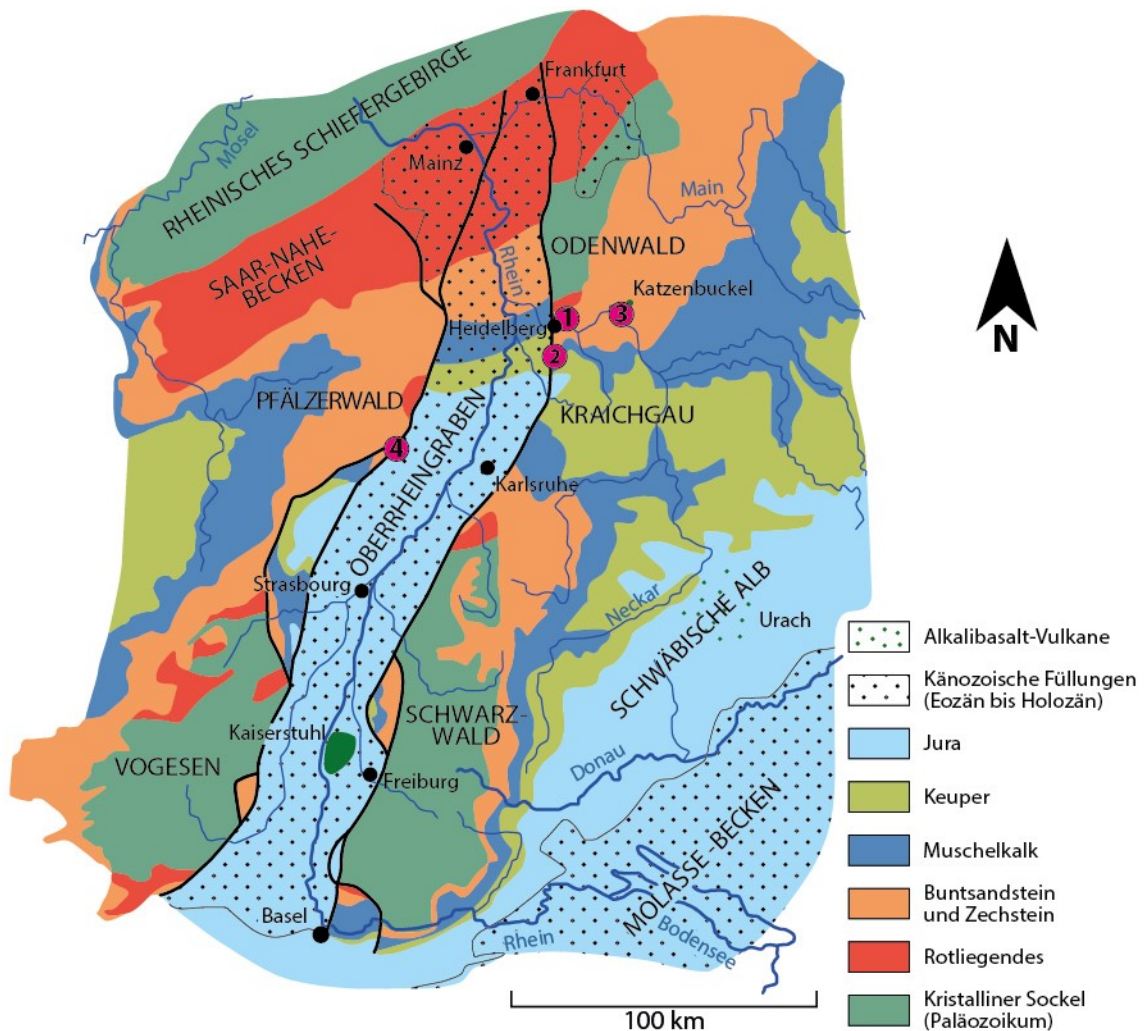 Frankfurt
RHEINISCHES SCHIEFERGEBIRGE
Mosel
Mainz
Main
SAAR-NAHE-
BECKEN
Rhein
ODENWALD
Katzenbuckel
Heidelberg
1
3
2
N
PFÄLZERWALD
KRAICHGAU
4
OBERRHEINGRABEN
Karlsruhe
Strasbourg
Neckar
SCHWÄBISCHE ALB
Urach
Kaiserstuhl
SCHWARZ-
WALD
VOGESEN
Freiburg
Donau
MOLASSE-BECKEN
Basel
Rhein
Bodensee
100 km
Alkalibasalt-Vulkane
Känozoische Füllungen
(Eozän bis Holozän)
Jura
Keuper
Muschelkalk
Buntsandstein
und Zechstein
Rotliegendes
Kristalliner Sockel
(Paläozoikum)